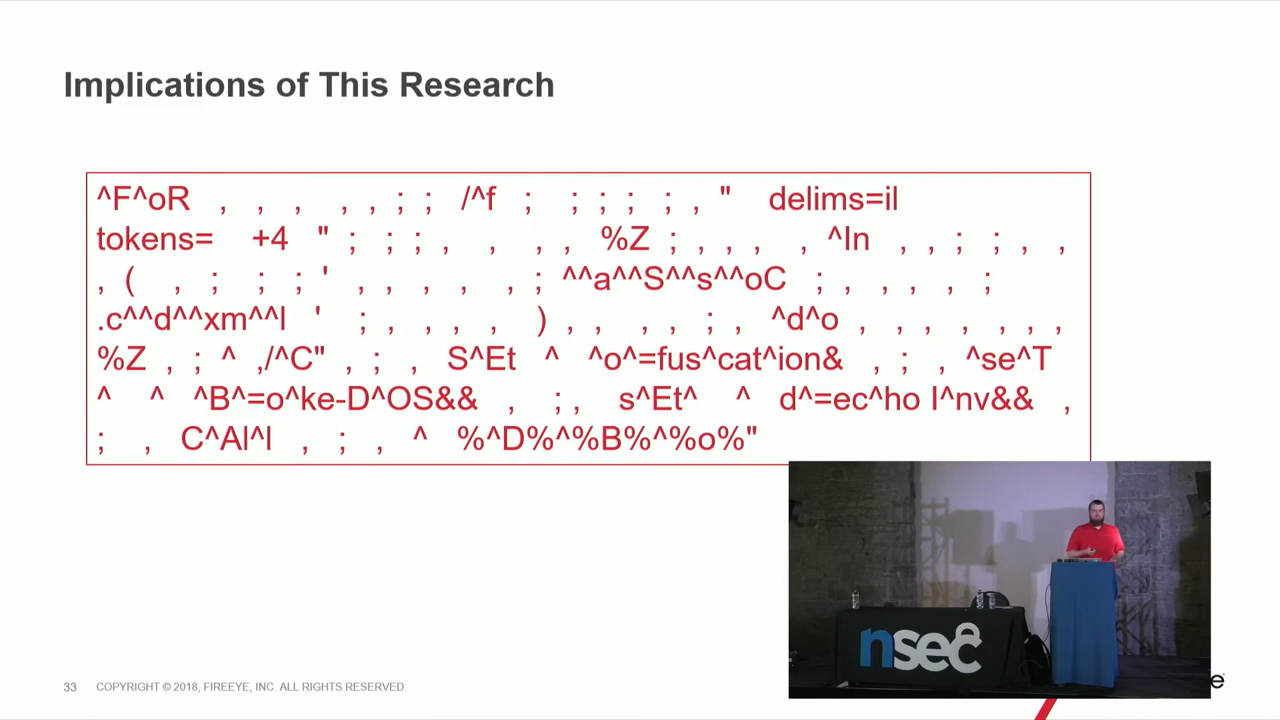 Implications of This Research
^F^oR , , , , , ; ; /^f ; ; ; ; ; , " delims=il
tokens= +4 " ; ; ; , , , , %Z ; , , , , ^In , , ; ; , ,
, ( , ; ; ; ' , , , , , ; ^^a^^S^^s^^oC ; , , , , ;
.c^^d^^xm^^l ' ; , , , , ) , , , , ; , ^d^o , , , , , , ,
%Z , ; ^ ,/^C" , ; , S^Et ^ ^o^=fus^cat^ion& , ; , ^se^T
^ ^ ^B^=o^ke-D^OS&& , ; , s^Et^ ^ d^=ec^ho I^nv&& ,
; , C^Al^l , ; , ^ %^D%^%B%^%o%"
nsec
33 COPYRIGHT © 2018, FIREEYE, INC. ALL RIGHTS RESERVED.